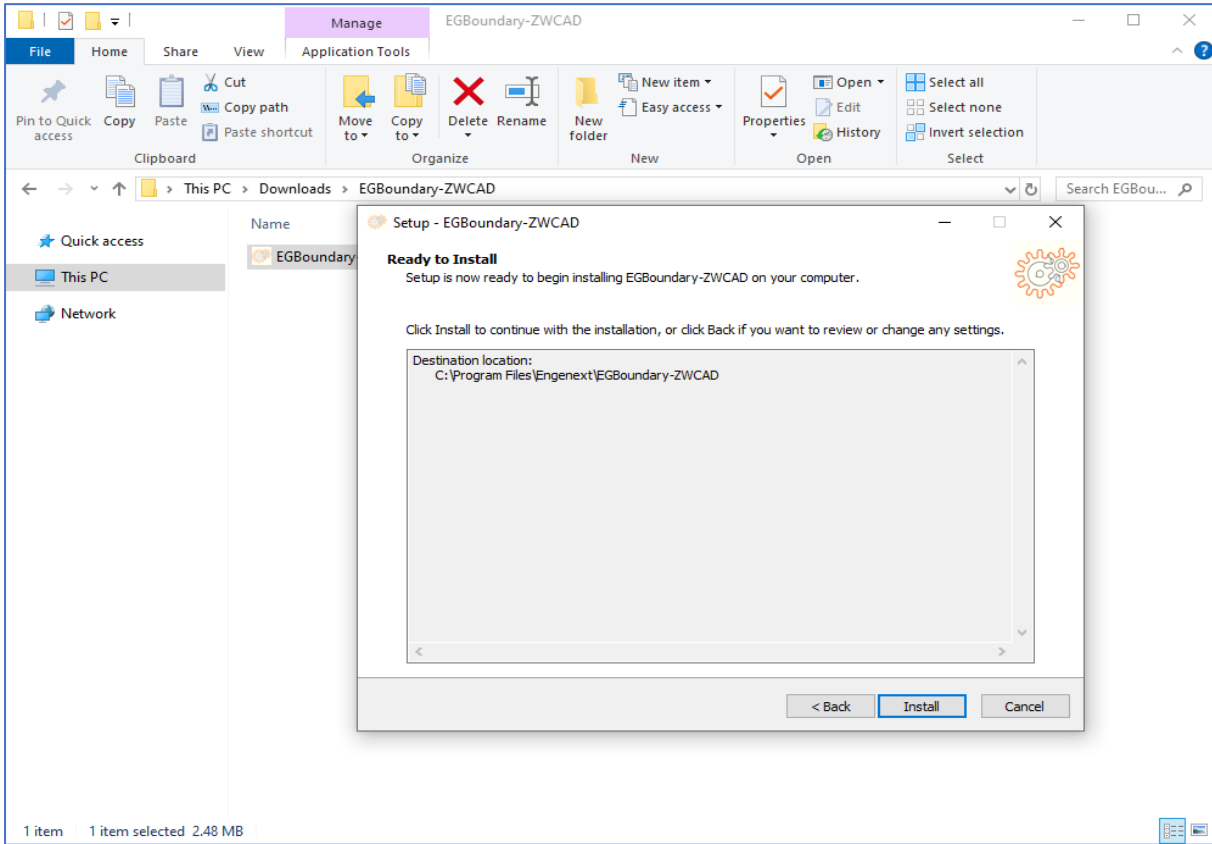 Manage EGBoundary-ZWCAD
File Home Share View Application Tools
Pin to Quick access
Copy
Paste
Cut
Copy path
Paste shortcut
Move to
Copy to
Delete
Rename
New folder
New item
Easy access
Properties
Open
Edit
History
Select all
Select none
Invert selection
Clipboard Organize New Open Select
This PC > Downloads > EGBoundary-ZWCAD
Search EGBou...
Quick access
This PC
Network
Name
EGBoundary
Setup - EGBoundary-ZWCAD
Ready to Install
Setup is now ready to begin installing EGBoundary-ZWCAD on your computer.
Click Install to continue with the installation, or click Back if you want to review or change any settings.
Destination location:
C:\Program Files\Engenext\EGBoundary-ZWCAD
< Back Install Cancel
1 item 1 item selected 2.48 MB